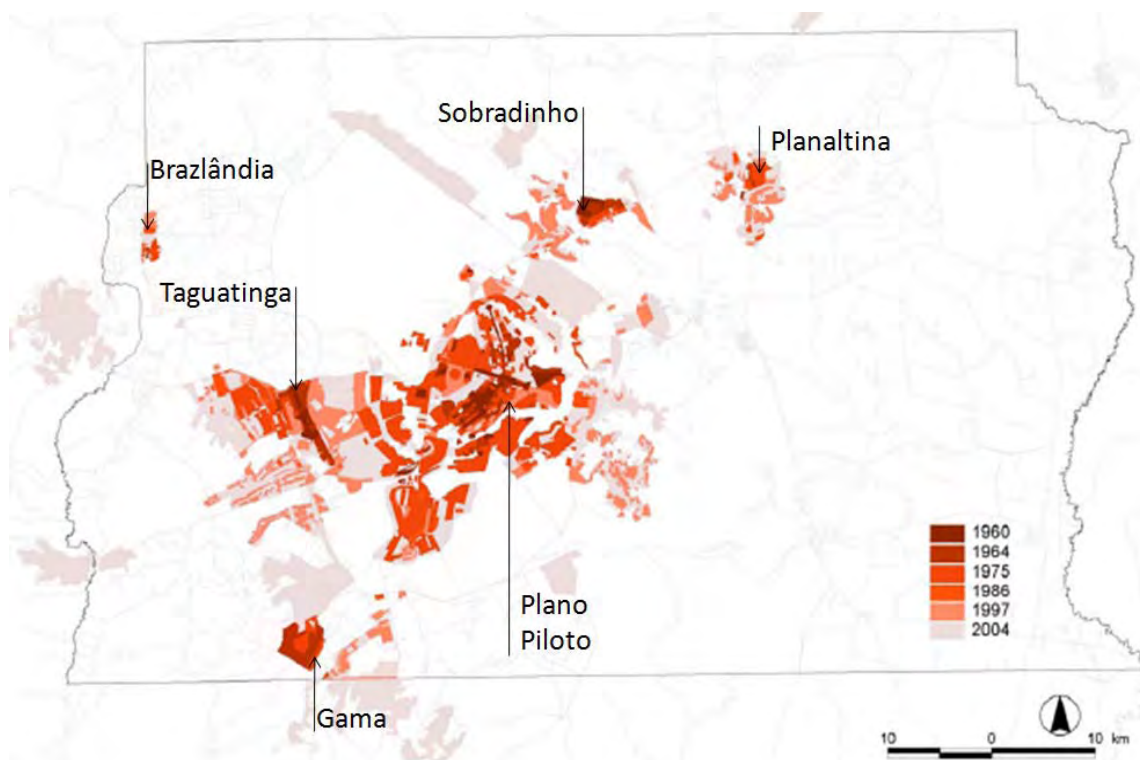 Sobradinho
Planaltina
Brazlândia
Taguatinga
1960
1964
1975
1986
1997
2004
Plano
Piloto
Gama
10 0 10 km